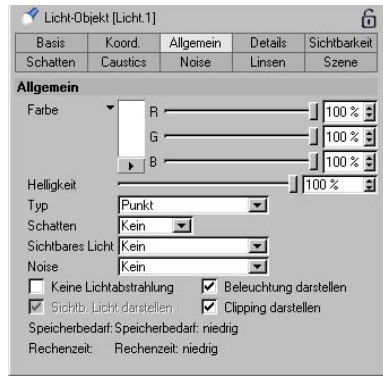 Licht-Objekt [Licht.1]
Basis Koord. Allgemein Details Sichtbarkeit
Schatten Caustics Noise Linsen Szene
Allgemein
Farbe R 100 %
G 100 %
B 100 %
Helligkeit 100 %
Typ Punkt
Schatten Kein
Sichtbares Licht Kein
Noise Kein
Keine Lichtabstrahlung Beleuchtung darstellen
Sichtb. Licht darstellen Clipping darstellen
Speicherbedarf: Speicherbedarf: niedrig
Rechenzeit: Rechenzeit: niedrig